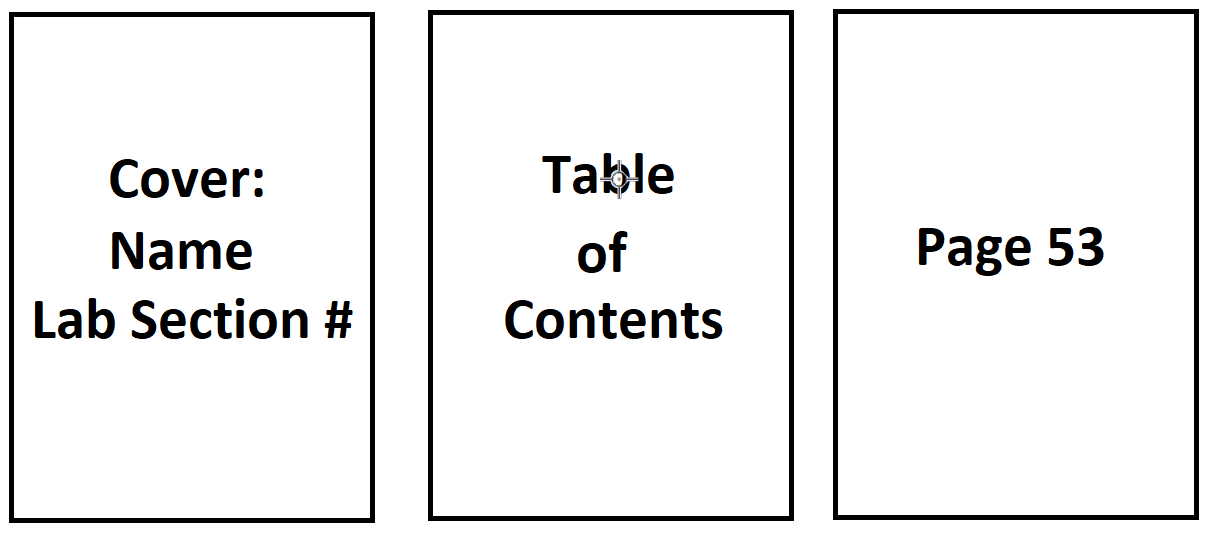 Cover:
Name
Lab Section #
Table
of
Contents
Page 53